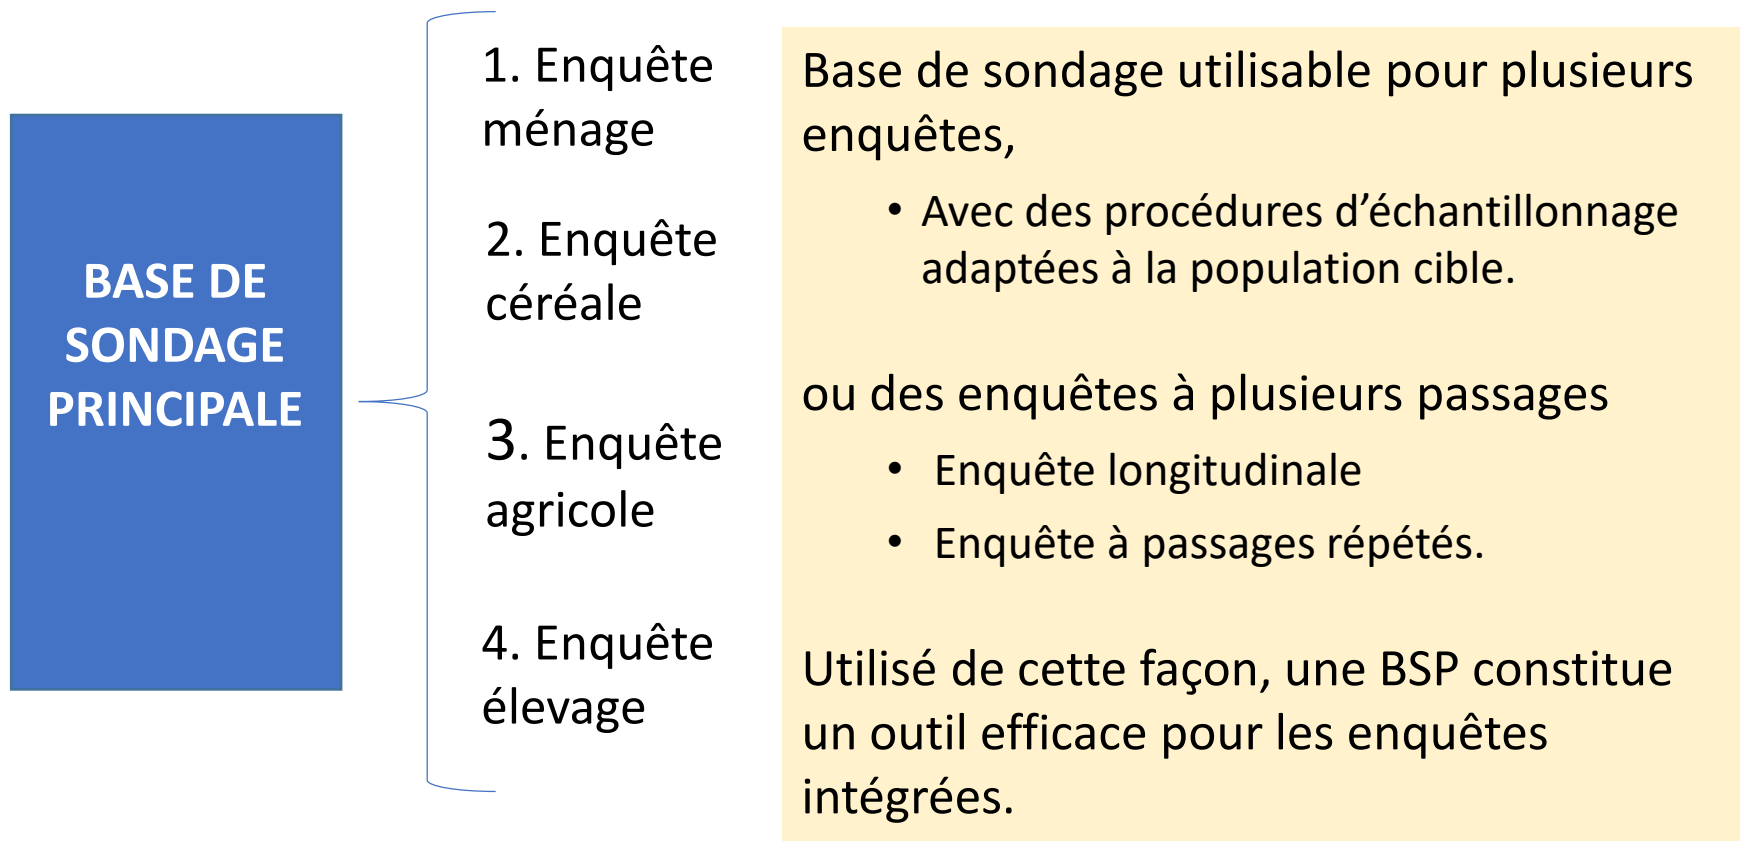 BASE DE
SONDAGE
PRINCIPALE
1. Enquête
ménage
2. Enquête
céréale
3. Enquête
agricole
4. Enquête
élevage
Base de sondage utilisable pour plusieurs
enquêtes,
• Avec des procédures d’échantillonnage
adaptées à la population cible.
ou des enquêtes à plusieurs passages
• Enquête longitudinale
• Enquête à passages répétés.
Utilisé de cette façon, une BSP constitue
un outil efficace pour les enquêtes
intégrées.